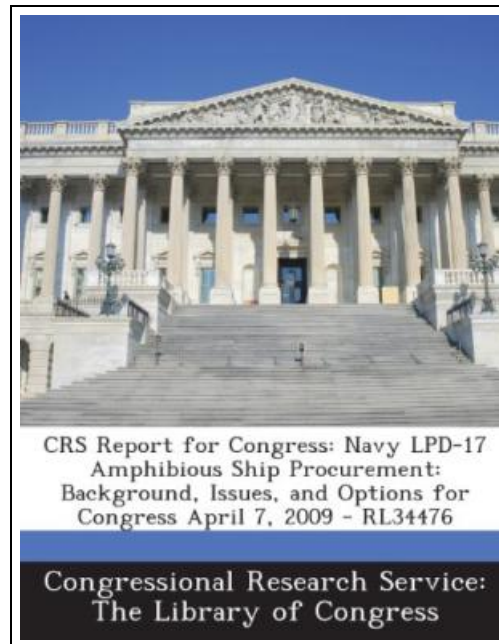 CRS Report for Congress: Navy LPD-17
Amphibious Ship Procurement:
Background, Issues, and Options for
Congress April 7, 2009 - RL34476
Congressional Research Service:
The Library of Congress